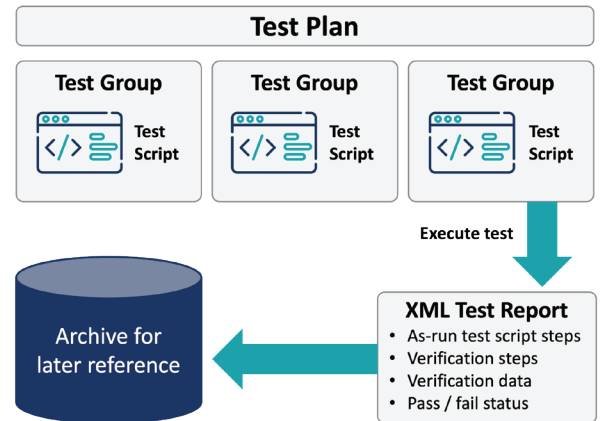 Test Plan
Test Group
Test
Script
Test Group
Test
Script
Test Group
Test
Script
Execute test
XML Test Report
• As-run test script steps
• Verification steps
• Verification data
• Pass / fail status
Archive for
later reference